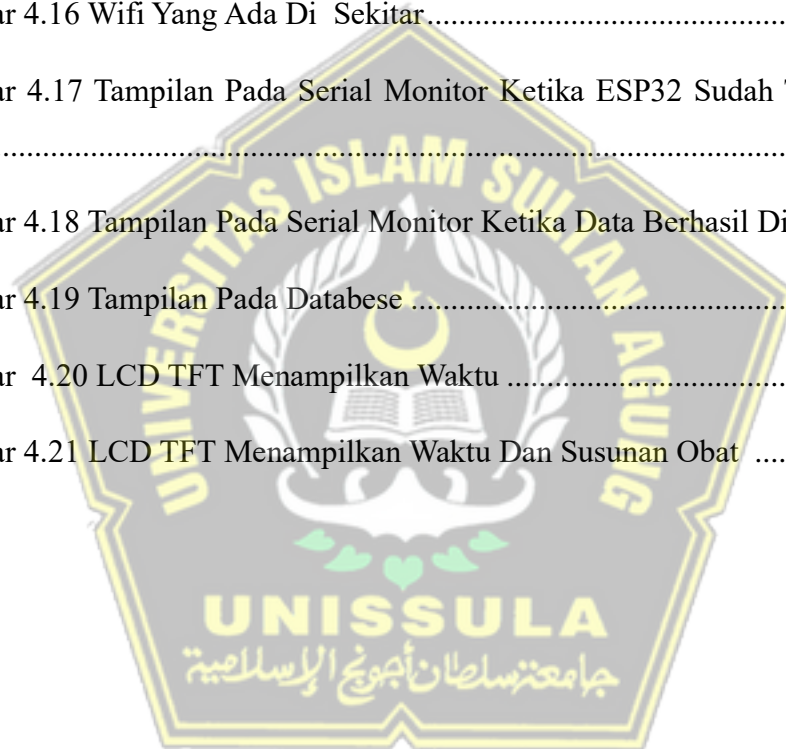 ar 4.16 Wifi Yang Ada Di Sekitar....................................................
ar 4.17 Tampilan Pada Serial Monitor Ketika ESP32 Sudah
....................................................................................................
ar 4.18 Tampilan Pada Serial Monitor Ketika Data Berhasil Di
ar 4.19 Tampilan Pada Databese ....................................................
ar 4.20 LCD TFT Menampilkan Waktu ........................................
ar 4.21 LCD TFT Menampilkan Waktu Dan Susunan Obat ....
UNIVERSITAS ISLAM SULTAN AGUNG
UNISSULA
جامعتنسلطان أجونج الإسلامية